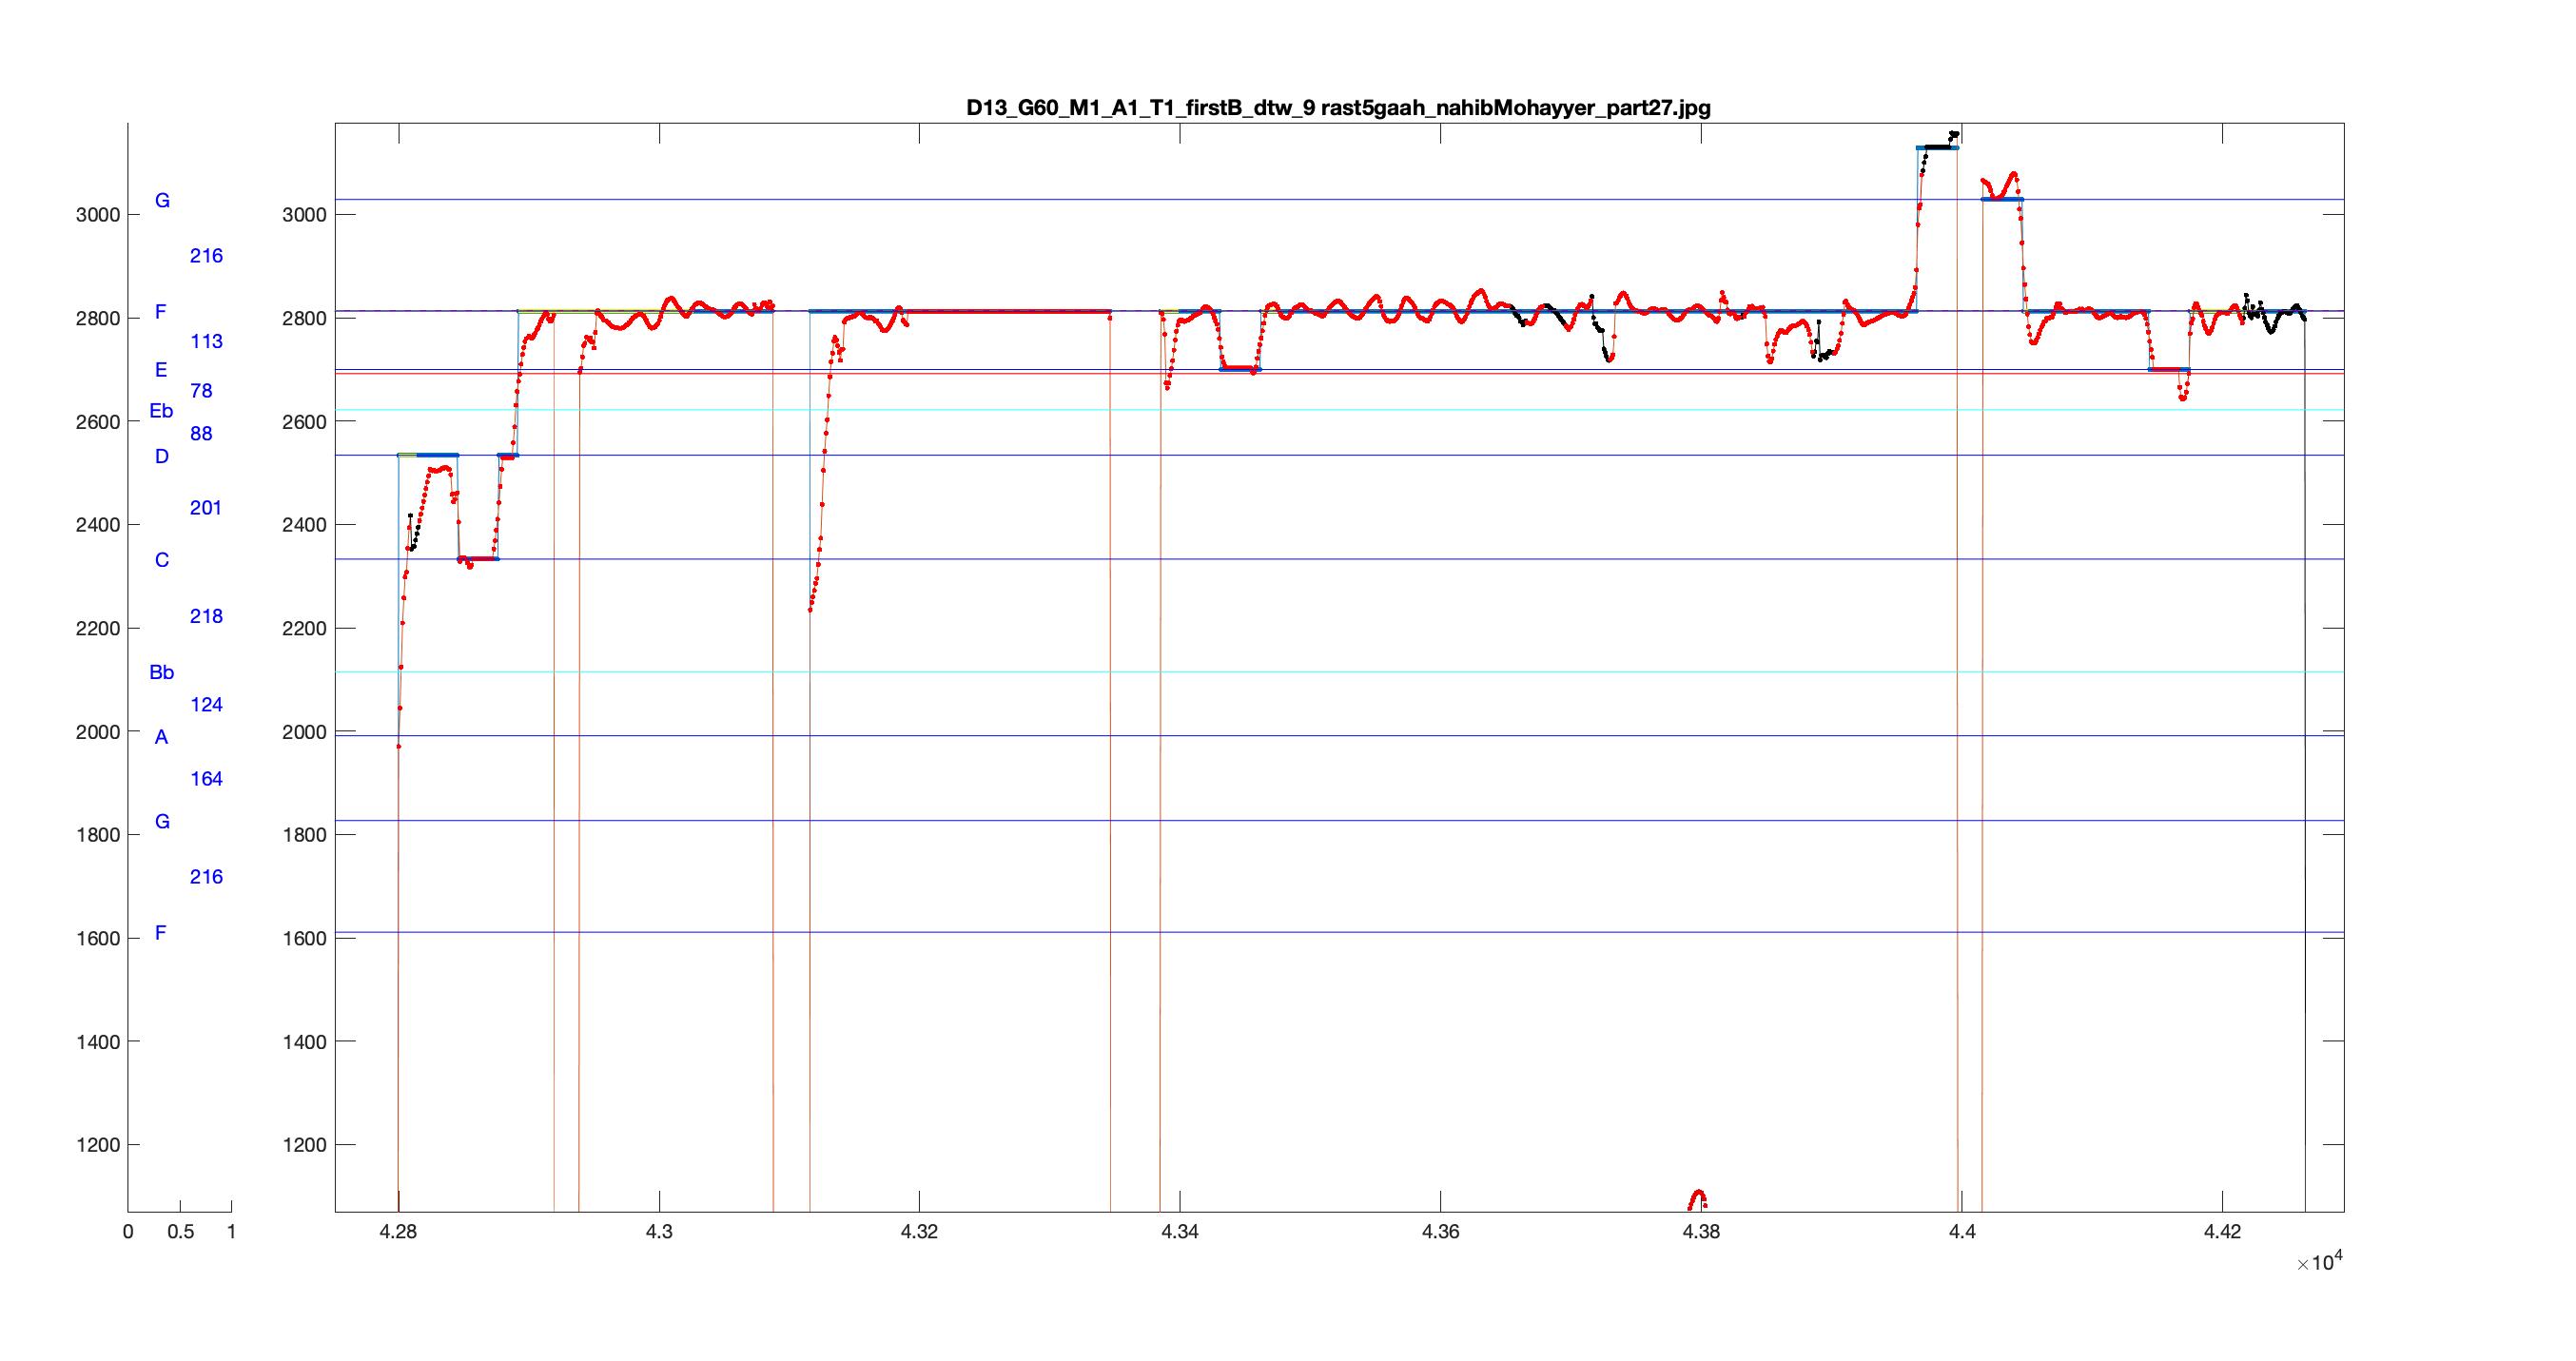 D13_G60_M1_A1_T1_firstB_dtw_9 rast5gaah_nahibMohayyer_part27.jpg
G
3000 3000
216
F
2800 2800
113
E
78
2600 Eb 2600
88
D
201
2400 2400
C
218
2200 2200
Bb
124
2000 A 2000
164
G
1800 1800
216
F
1600 1600
1400 1400
1200 1200
0 0.5 1 4.28 4.3 4.32 4.34 4.36 4.38 4.4 4.42
×10⁴